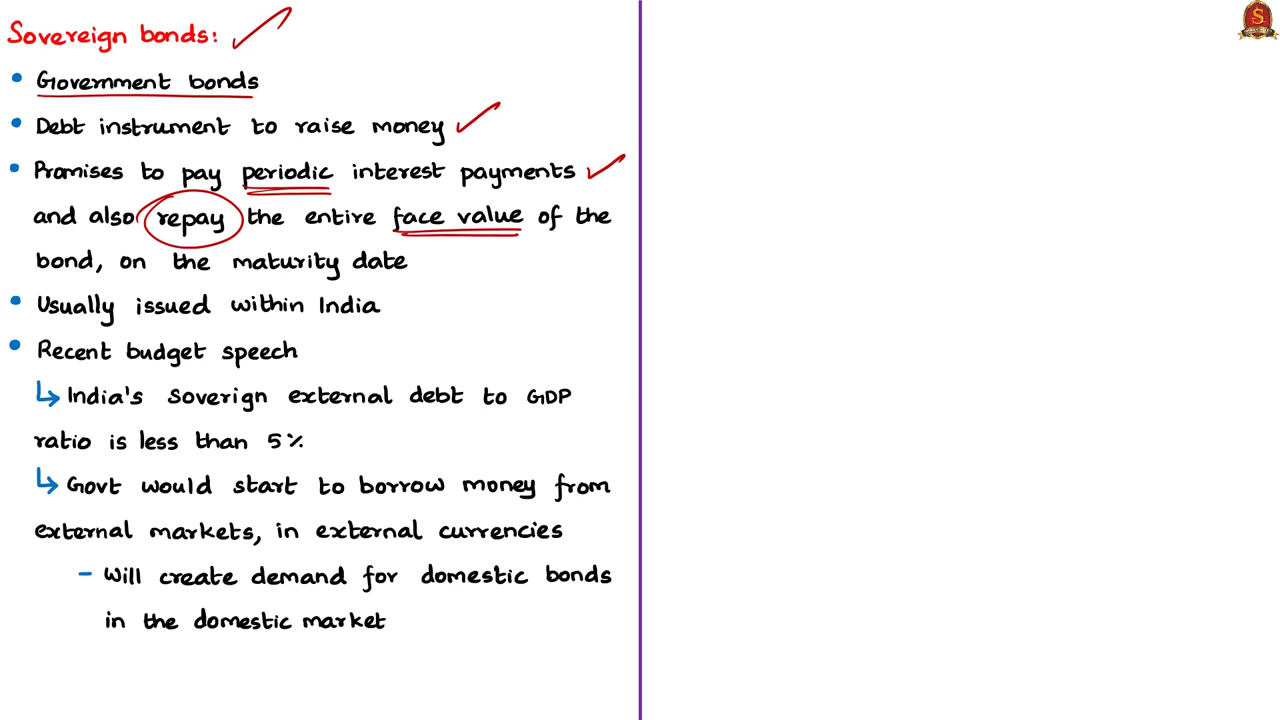 Sovereign bonds:
• Government bonds
• Debt instrument to raise money
• Promises to pay periodic interest payments
and also repay the entire face value of the
bond, on the maturity date
• Usually issued within India
• Recent budget speech
↳ India's soverign external debt to GDP
ratio is less than 5%
↳ Govt would start to borrow money from
external markets, in external currencies
- Will create demand for domestic bonds
in the domestic market
S